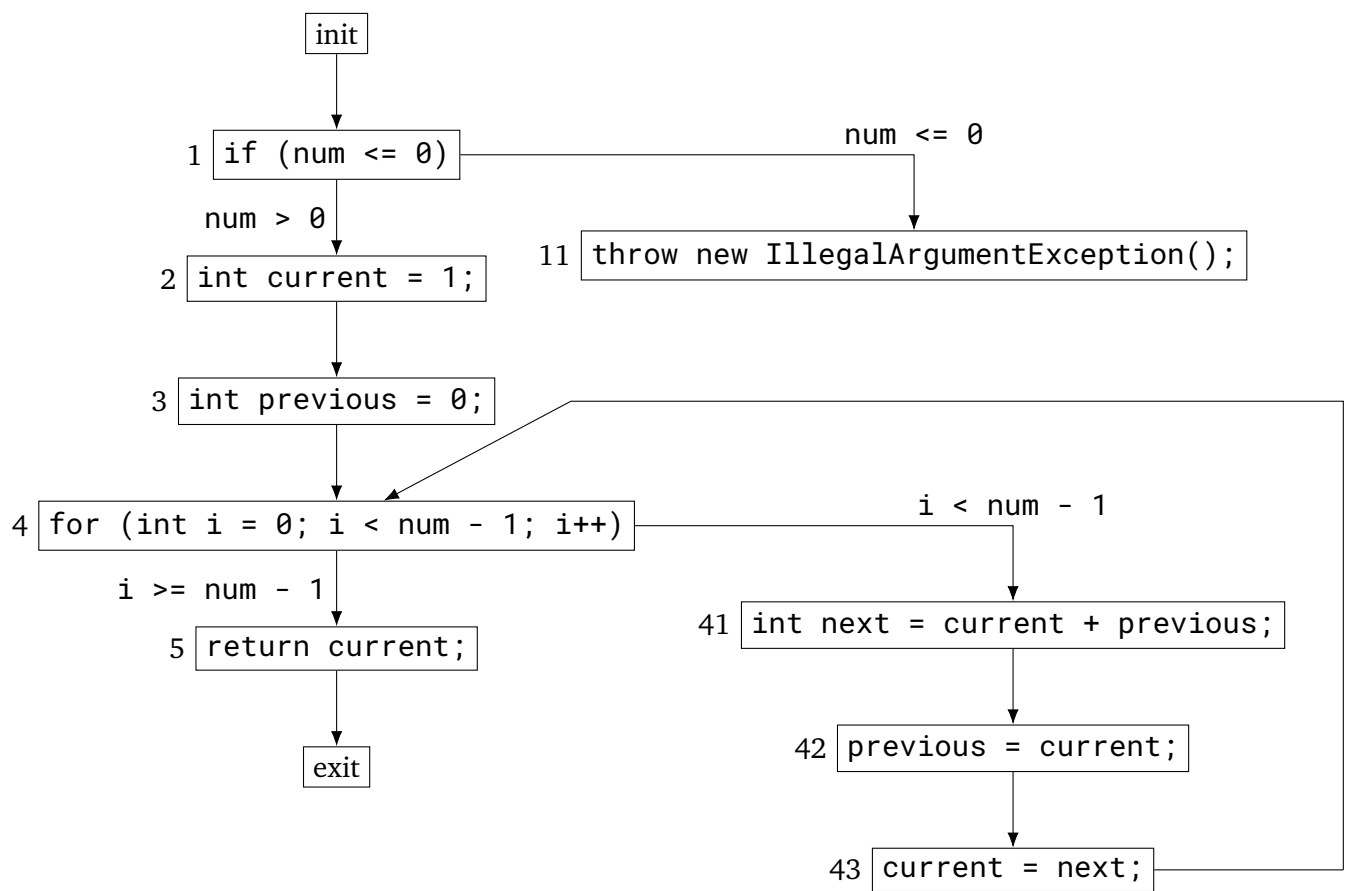 init
1 if (num <= 0)
num <= 0
num > 0
11 throw new IllegalArgumentException();
2 int current = 1;
3 int previous = 0;
4 for (int i = 0; i < num - 1; i++)
i < num - 1
i >= num - 1
41 int next = current + previous;
5 return current;
42 previous = current;
exit
43 current = next;